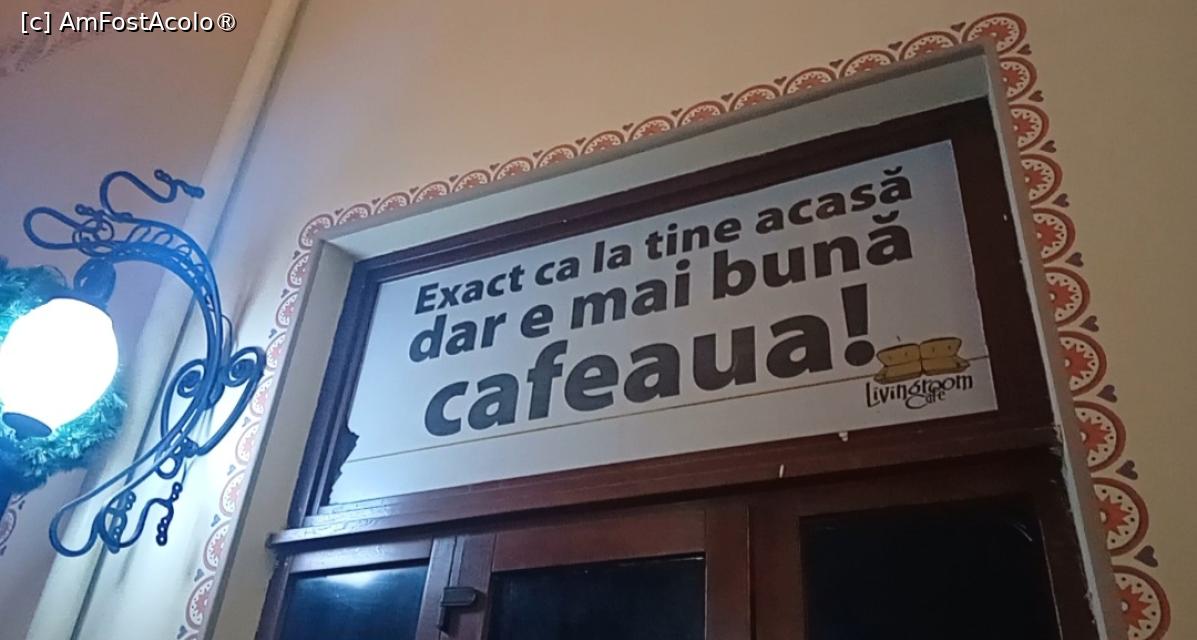 [c] AmFostAcolo®
Exact ca la tine acasă
dar e mai bună
cafeaua!
Livingroom
Cafe